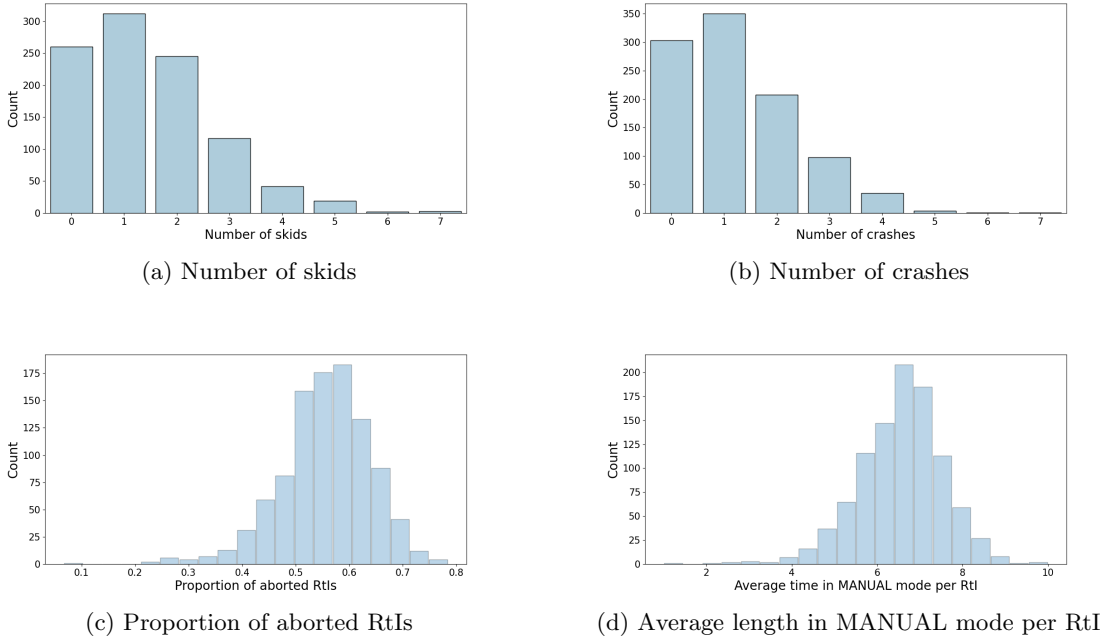 300
250
200
150
100
50
0
Count
0 1 2 3 4 5 6 7
Number of skids
(a) Number of skids
350
300
250
200
150
100
50
0
Count
0 1 2 3 4 5 6 7
Number of crashes
(b) Number of crashes
175
150
125
100
75
50
25
0
Count
0.1 0.2 0.3 0.4 0.5 0.6 0.7 0.8
Proportion of aborted RtIs
(c) Proportion of aborted RtIs
200
175
150
125
100
75
50
25
0
Count
2 4 6 8 10
Average time in MANUAL mode per RtI
(d) Average length in MANUAL mode per RtI